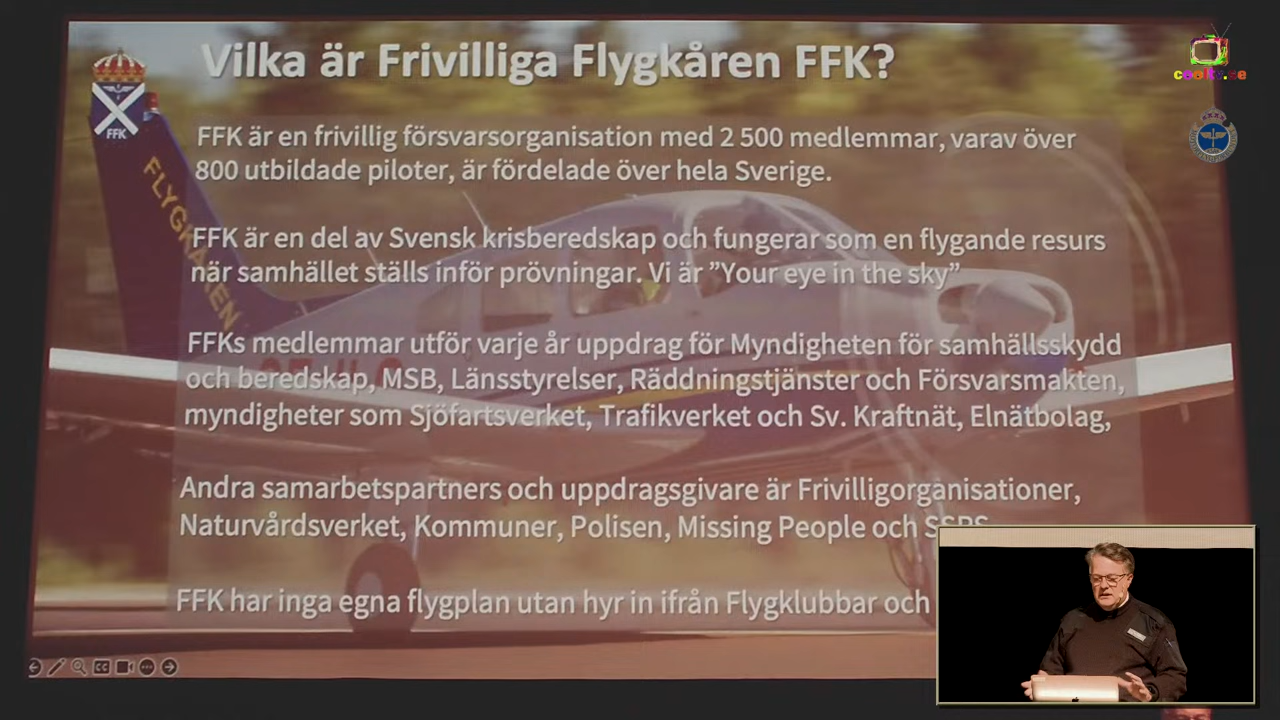 Vilka är Frivilliga Flygkåren FFK?
FFK
FLYGKÅREN
FFK är en frivillig försvarsorganisation med 2 500 medlemmar, varav över
800 utbildade piloter, är fördelade över hela Sverige.
FFK är en del av Svensk krisberedskap och fungerar som en flygande resurs
när samhället ställs inför prövningar. Vi är ”Your eye in the sky”
FFKs medlemmar utför varje år uppdrag för Myndigheten för samhällsskydd
och beredskap, MSB, Länsstyrelser, Räddningstjänster och Försvarsmakten,
myndigheter som Sjöfartsverket, Trafikverket och Sv. Kraftnät, Elnätbolag,
Andra samarbetspartners och uppdragsgivare är Frivilligorganisationer,
Naturvårdsverket, Kommuner, Polisen, Missing People och SSRS
FFK har inga egna flygplan utan hyr in ifrån Flygklubbar och
CC